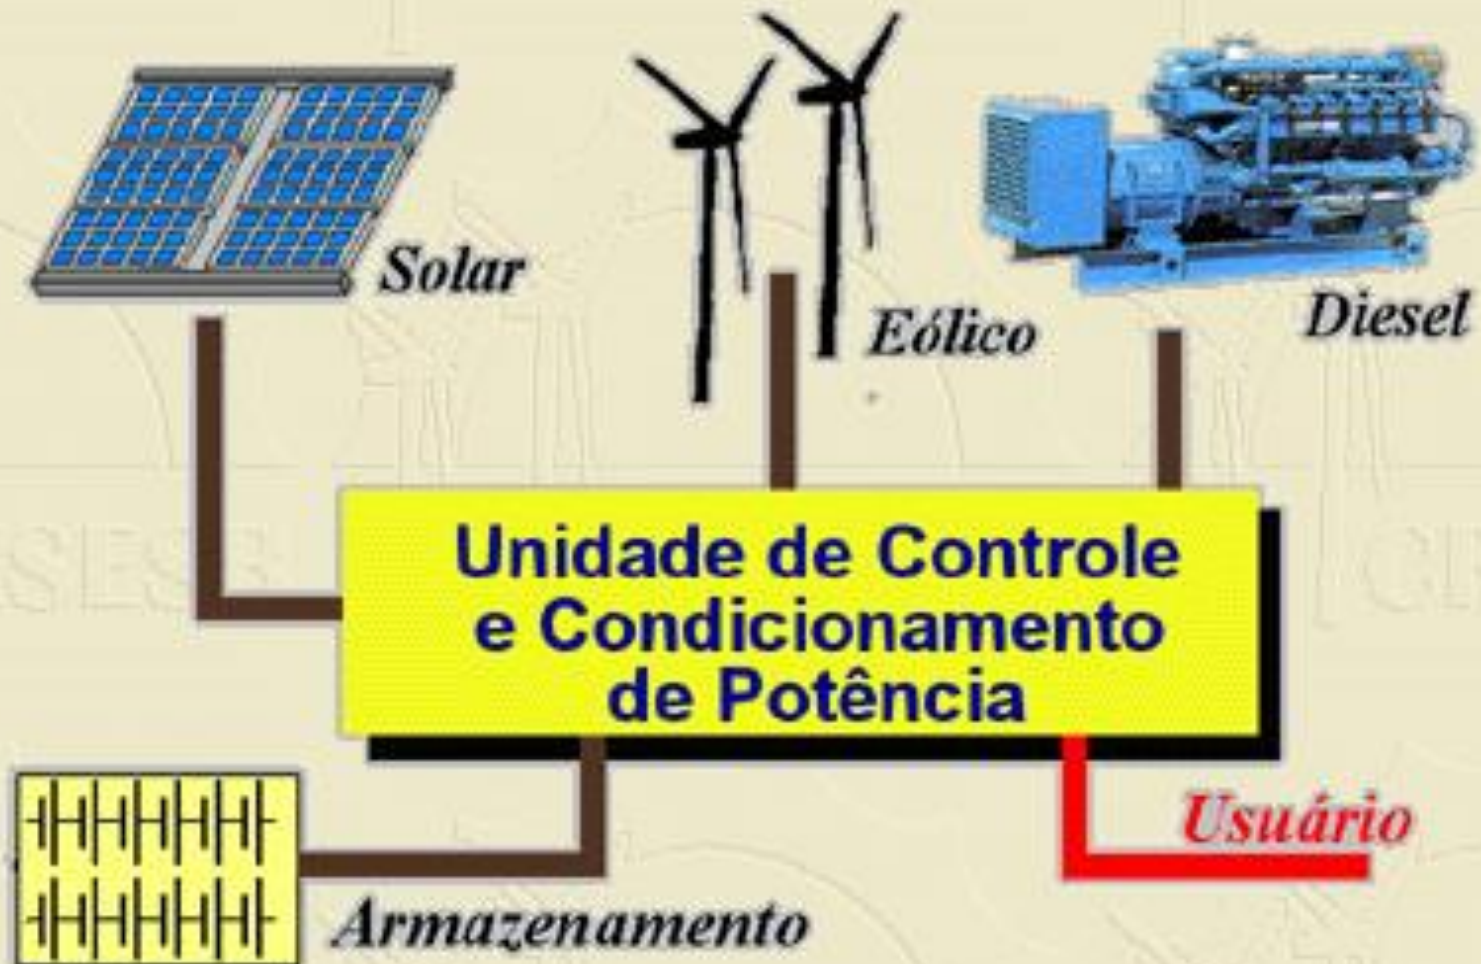 Solar
Eólico
Diesel
Unidade de Controle
e Condicionamento
de Potência
Usuário
Armazenamento